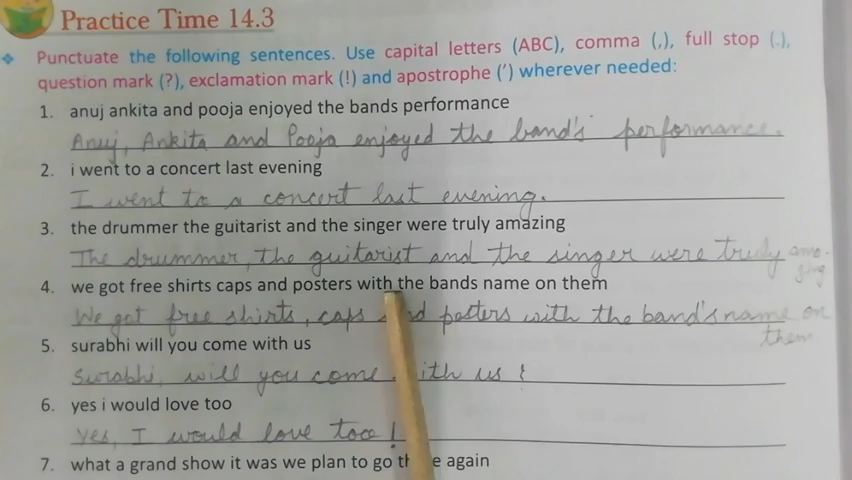 Practice Time 14.3
Punctuate the following sentences. Use capital letters (ABC), comma (,), full stop (.),
question mark (?), exclamation mark (!) and apostrophe (') wherever needed:
1. anuj ankita and pooja enjoyed the bands performance
Anuj, Ankita and Pooja enjoyed the band's performance.
2. i went to a concert last evening
I went to a concert last evening.
3. the drummer the guitarist and the singer were truly amazing
The drummer, the guitarist and the singer were truly ama-
zing
4. we got free shirts caps and posters with the bands name on them
We got free shirts, caps and posters with the band's name on
them
5. surabhi will you come with us
Surabhi, will you come with us ?
6. yes i would love too
Yes, I would love too !
7. what a grand show it was we plan to go again